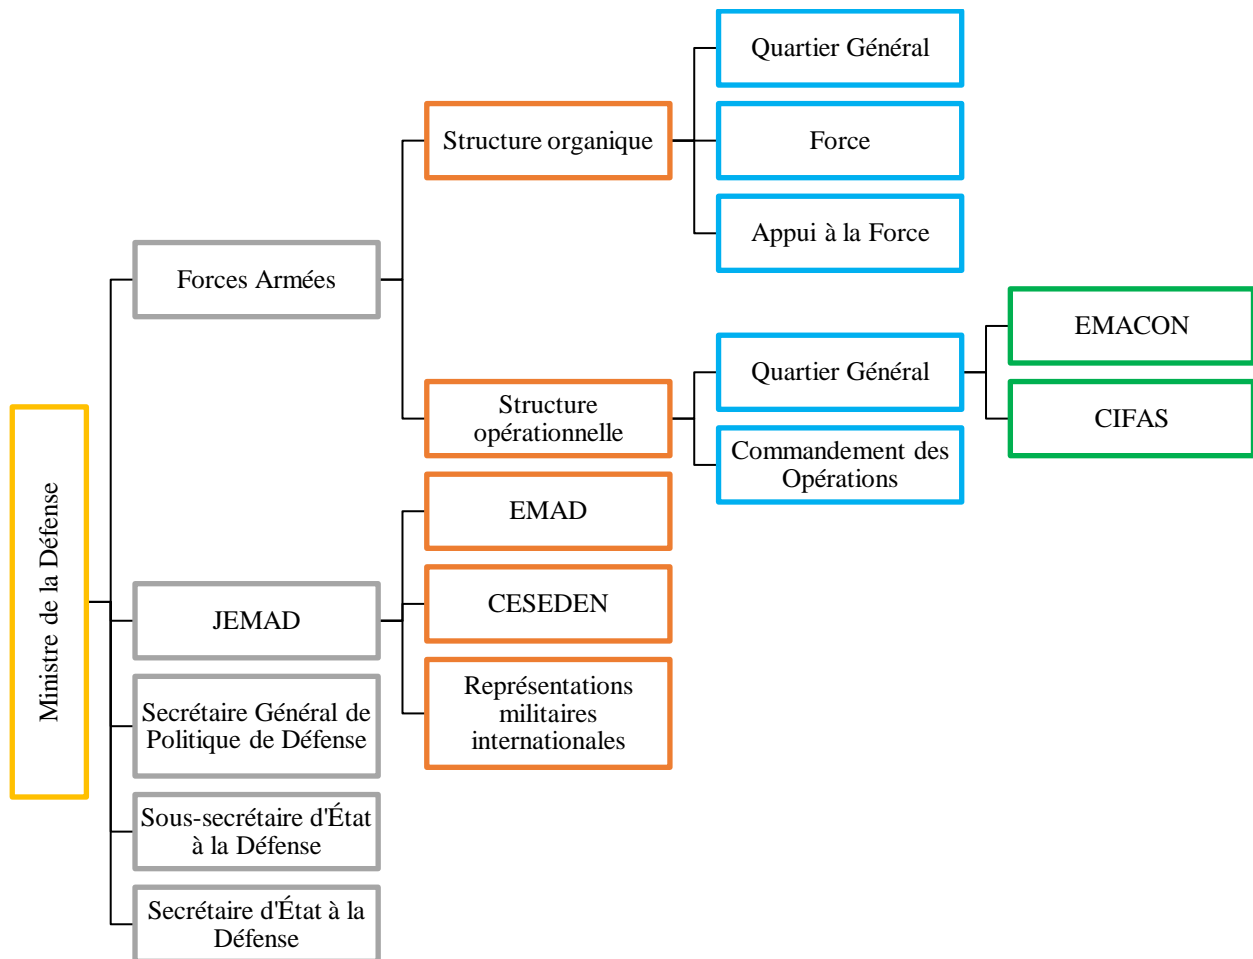 Quartier Général
Structure organique
Force
Appui à la Force
Forces Armées
EMACON
Quartier Général
Structure
opérationnelle
CIFAS
Commandement des
Opérations
Ministre de la Défense
EMAD
JEMAD
CESEDEN
Représentations
militaires
internationales
Secrétaire Général de
Politique de Défense
Sous-secrétaire d'État
à la Défense
Secrétaire d'État à la
Défense